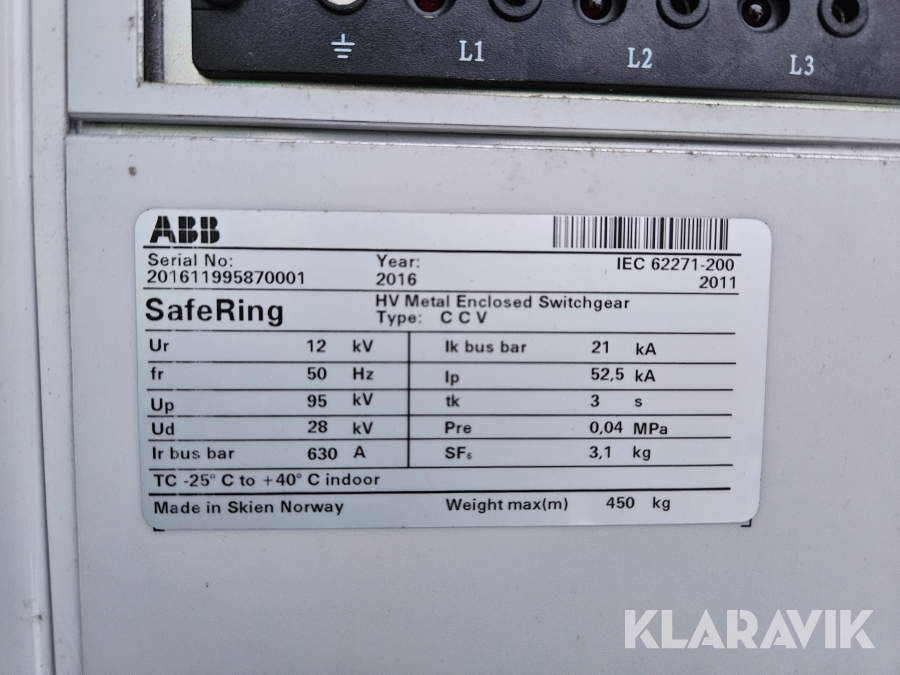 ⏚ L1 L2 L3
ABB
Serial No: Year: IEC 62271-200
201611995870001 2016 2011
SafeRing HV Metal Enclosed Switchgear
Type: C C V
Ur 12 kV Ik bus bar 21 kA
fr 50 Hz Ip 52,5 kA
Up 95 kV tk 3 s
Ud 28 kV Pre 0,04 MPa
Ir bus bar 630 A SF₆ 3,1 kg
TC -25° C to +40° C indoor
Made in Skien Norway Weight max(m) 450 kg
KLARAVIK